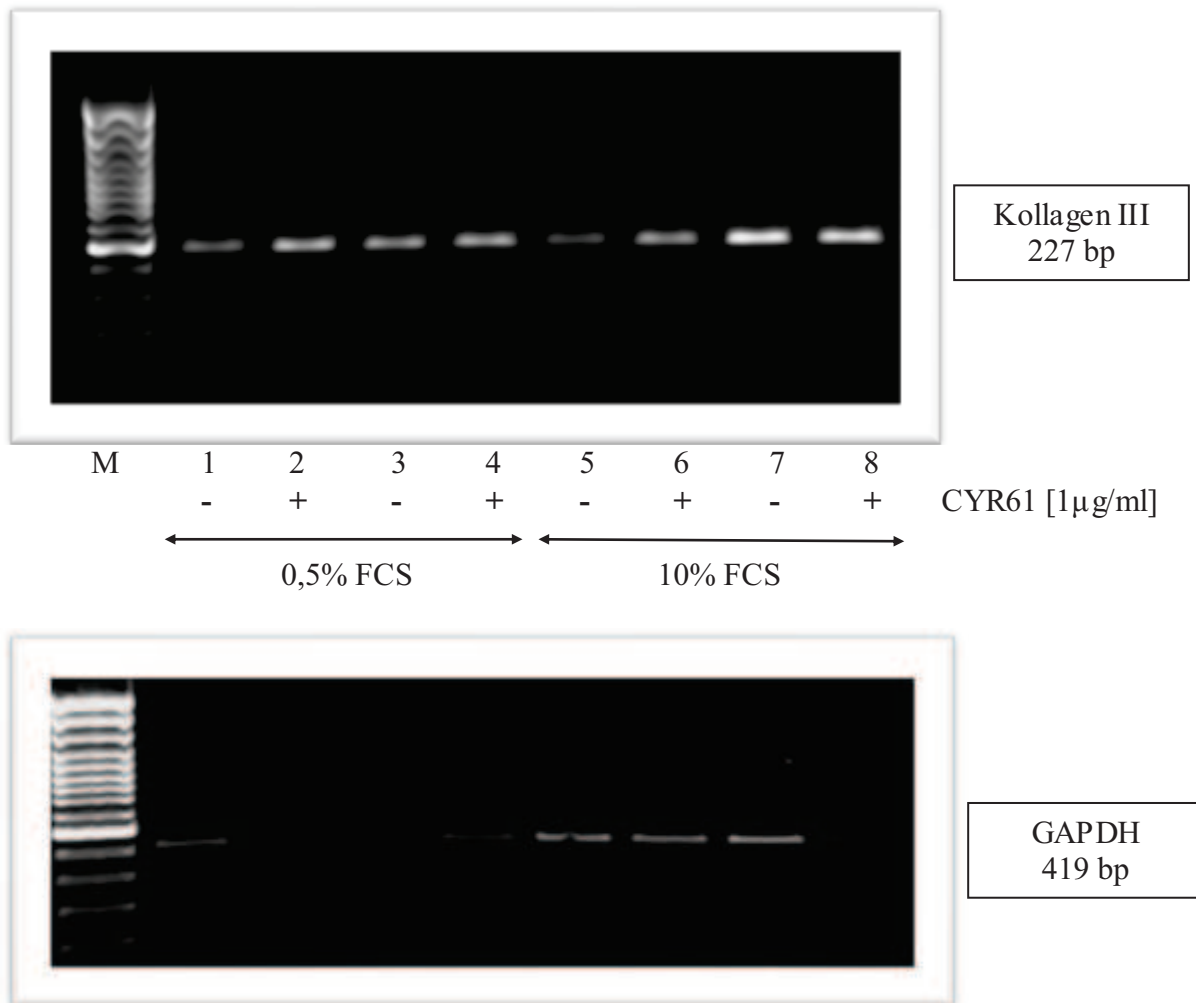 Kollagen III
227 bp
M 1 2 3 4 5 6 7 8
- + - + - + - + CYR61 [1µg/ml]
0,5% FCS 10% FCS
GAPDH
419 bp